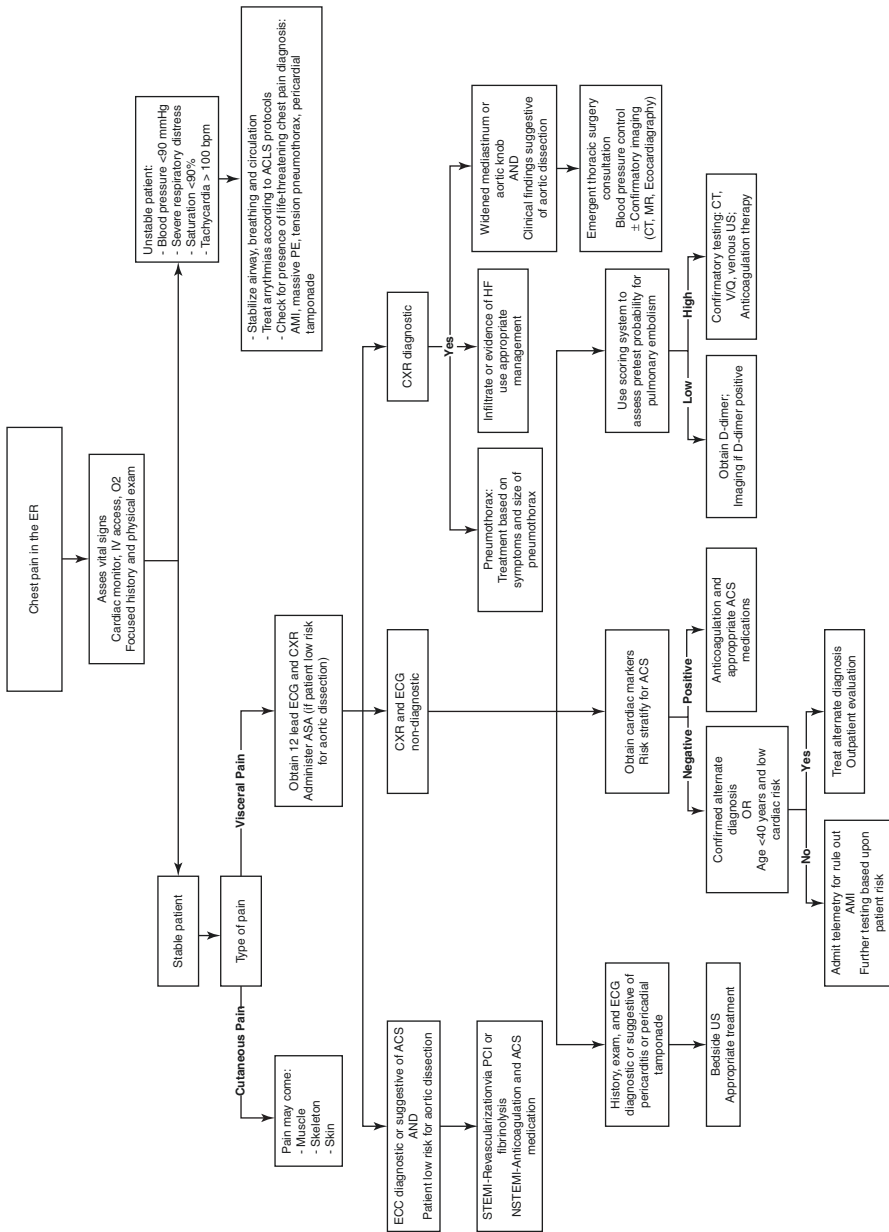 Chest pain in the ER
Asses vital signs
Cardiac monitor, IV access, O2
Focused history and physical exam
Stable patient
Unstable patient:
- Blood pressure <90 mmHg
- Severe respiratory distress
- Saturation <90%
- Tachycardia > 100 bpm
- Stabilize airway, breathing and circulation
- Treat arrythmias according to ACLS protocols
- Check for presence of life-threatening chest pain diagnosis:
AMI, massive PE, tension pneumothorax, pericardial
tamponade
Type of pain
Cutaneous Pain
Visceral Pain
Pain may come:
- Muscle
- Skeleton
- Skin
Obtain 12 lead ECG and CXR
Administer ASA (if patient low risk
for aortic dissection)
ECC diagnostic or suggestive of ACS
AND
Patient low risk for aortic dissection
STEMI-Revascularizationvia PCI or
fibrinolysis
NSTEMI-Anticoagulation and ACS
medication
CXR and ECG
non-diagnostic
CXR diagnostic
Yes
Pneumothorax:
Treatment based on
symptoms and size of
pneumothorax
Infiltrate or evidence of HF
use appropriate
management
Widened mediastinum or
aortic knob
AND
Clinical findings suggestive
of aortic dissection
Emergent thoracic surgery
consultation
Blood pressure control
± Confirmatory imaging
(CT, MR, Ecocardiagraphy)
History, exam, and ECG
diagnostic or suggestive of
pericarditis or pericadial
tamponade
Bedside US
Appropriate treatment
Obtain cardiac markers
Risk stratify for ACS
Negative
Positive
Confirmed alternate
diagnosis
OR
Age <40 years and low
cardiac risk
Anticoagulation and
approppriate ACS
medications
No
Yes
Admit telemetry for rule out
AMI
Further testing based upon
patient risk
Treat alternate diagnosis
Outpatient evaluation
Use scoring system to
assess pretest probability for
pulmonary embolism
Low
High
Obtain D-dimer;
Imaging if D-dimer positive
Confirmatory testing: CT,
V/Q, venous US;
Anticoagulation therapy